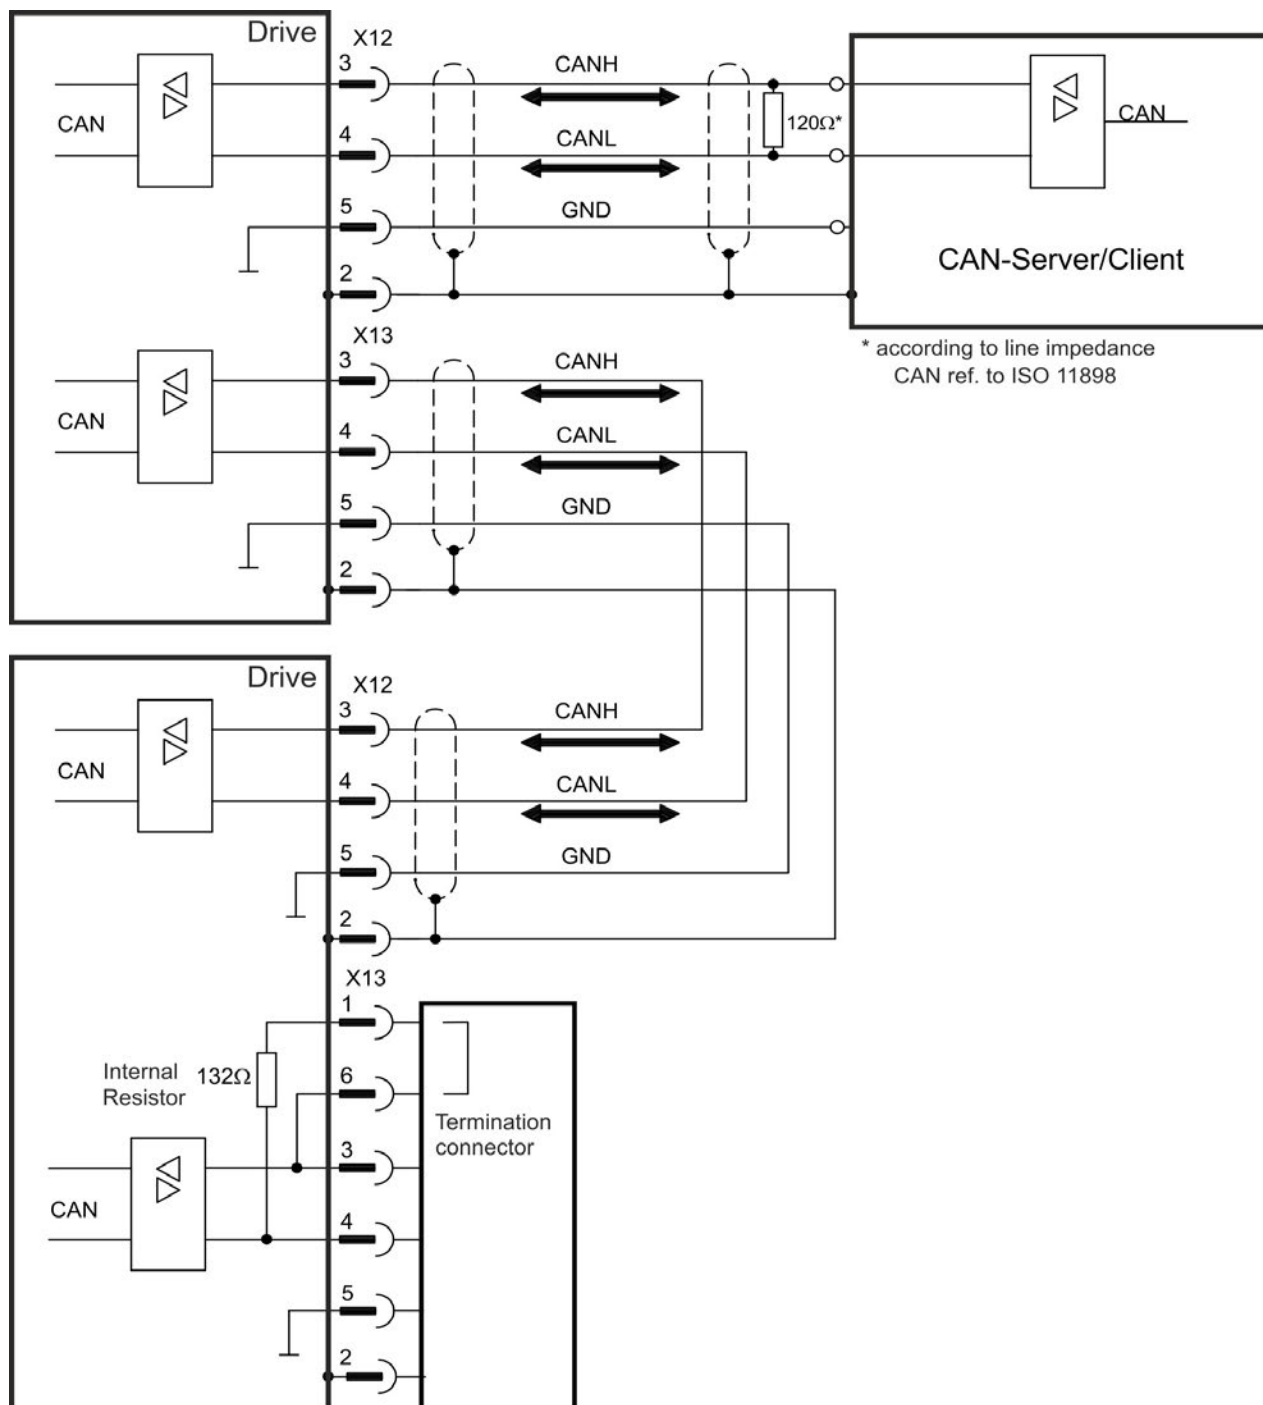 Drive
X12
3
CANH
120Ω*
CAN
CAN
4
CANL
5
GND
CAN-Server/Client
2
X13
* according to line impedance
CAN ref. to ISO 11898
3
CANH
CAN
4
CANL
5
GND
2
Drive
X12
3
CANH
CAN
4
CANL
5
GND
2
X13
1
Internal
Resistor
132Ω
6
Termination
connector
3
CAN
4
5
2